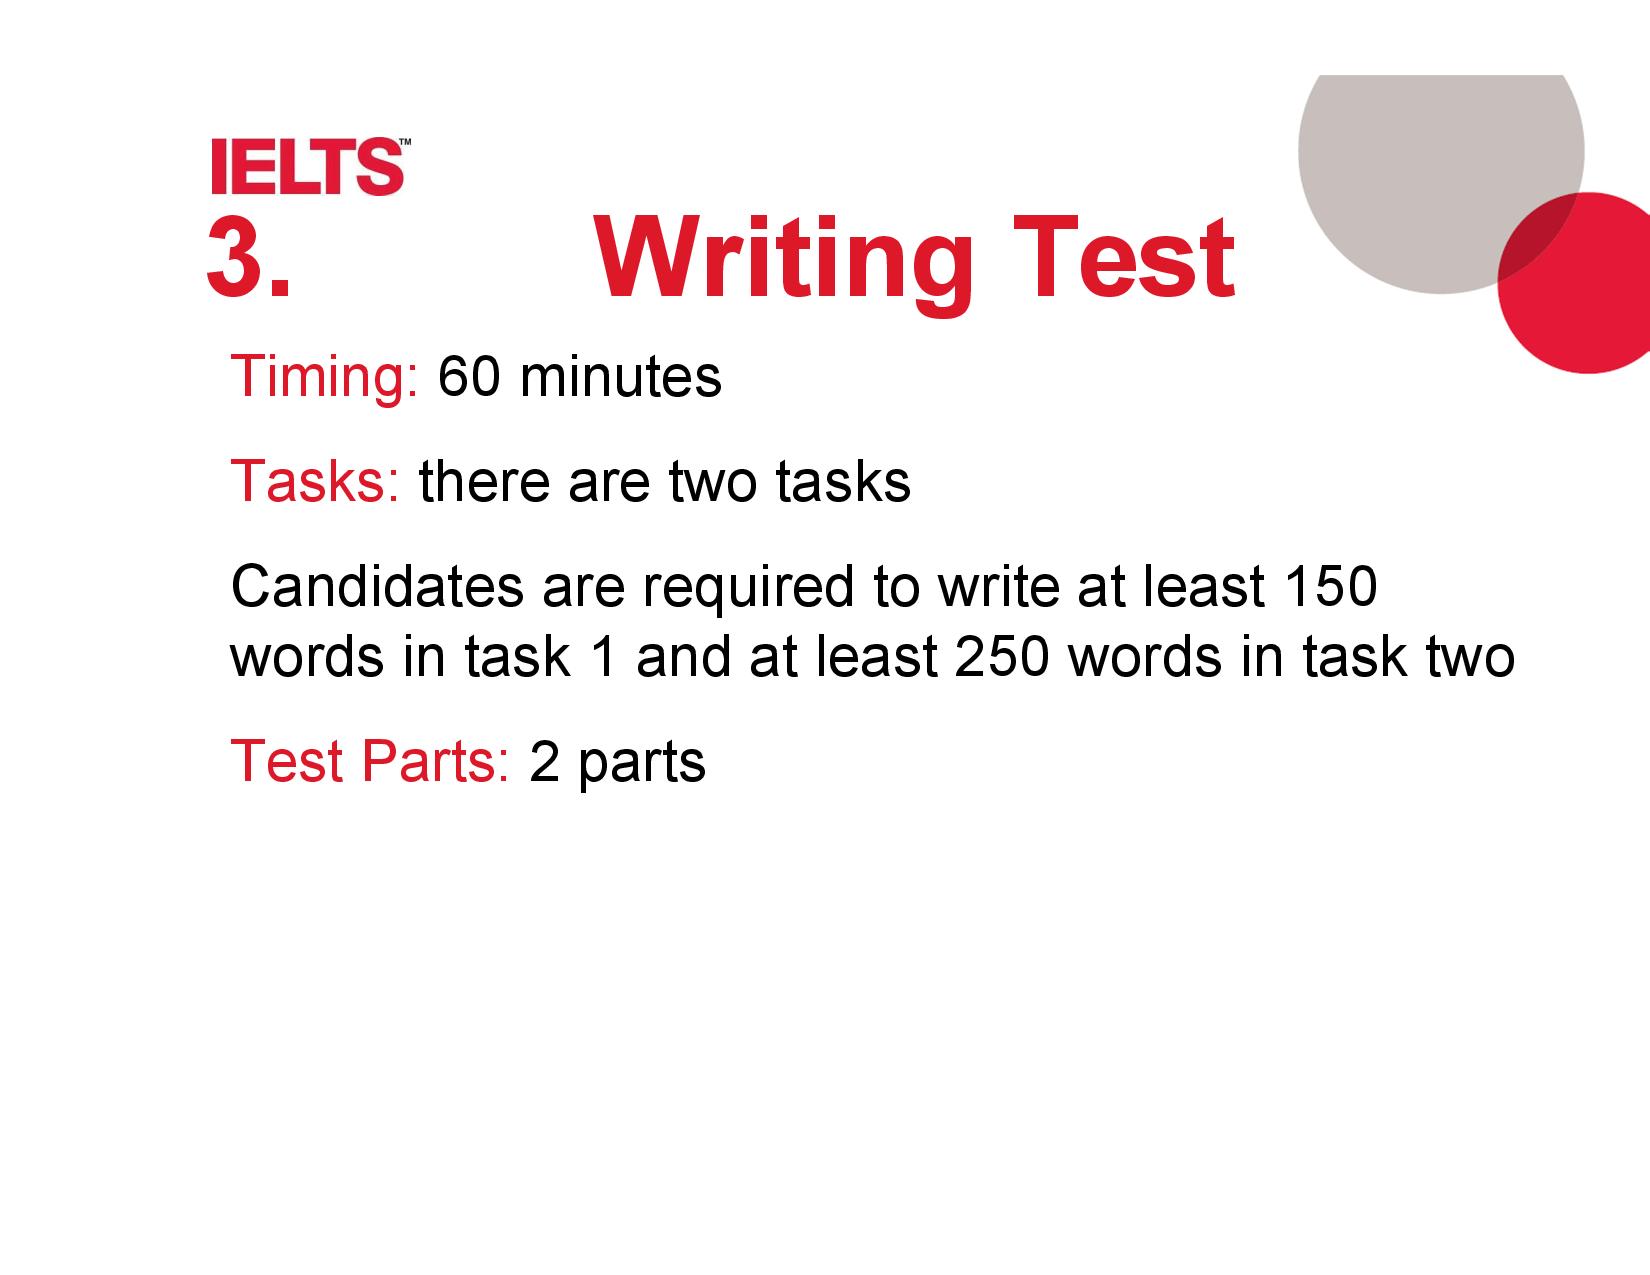 IELTS™
3. Writing Test
Timing: 60 minutes
Tasks: there are two tasks
Candidates are required to write at least 150
words in task 1 and at least 250 words in task two
Test Parts: 2 parts